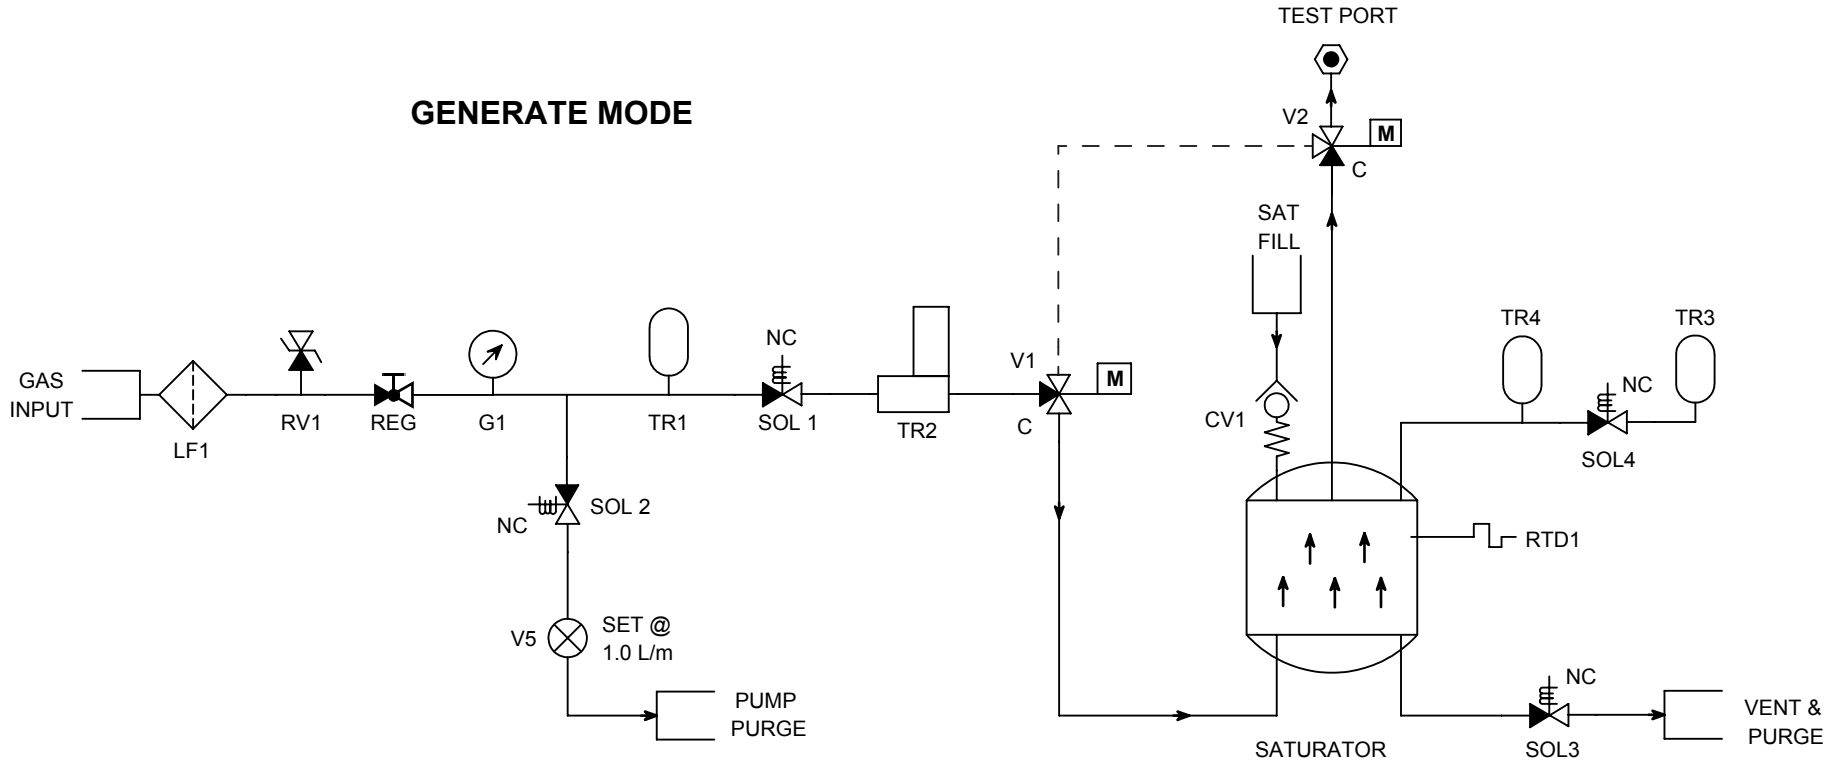 TEST PORT
GENERATE MODE
V2
M
C
SAT
FILL
NC
TR4
TR3
V1
M
NC
GAS
INPUT
RV1
REG
G1
TR1
SOL 1
TR2
C
CV1
LF1
SOL4
NC
SOL 2
RTD1
V5
SET @
1.0 L/m
NC
PUMP
PURGE
VENT &
PURGE
SATURATOR
SOL3